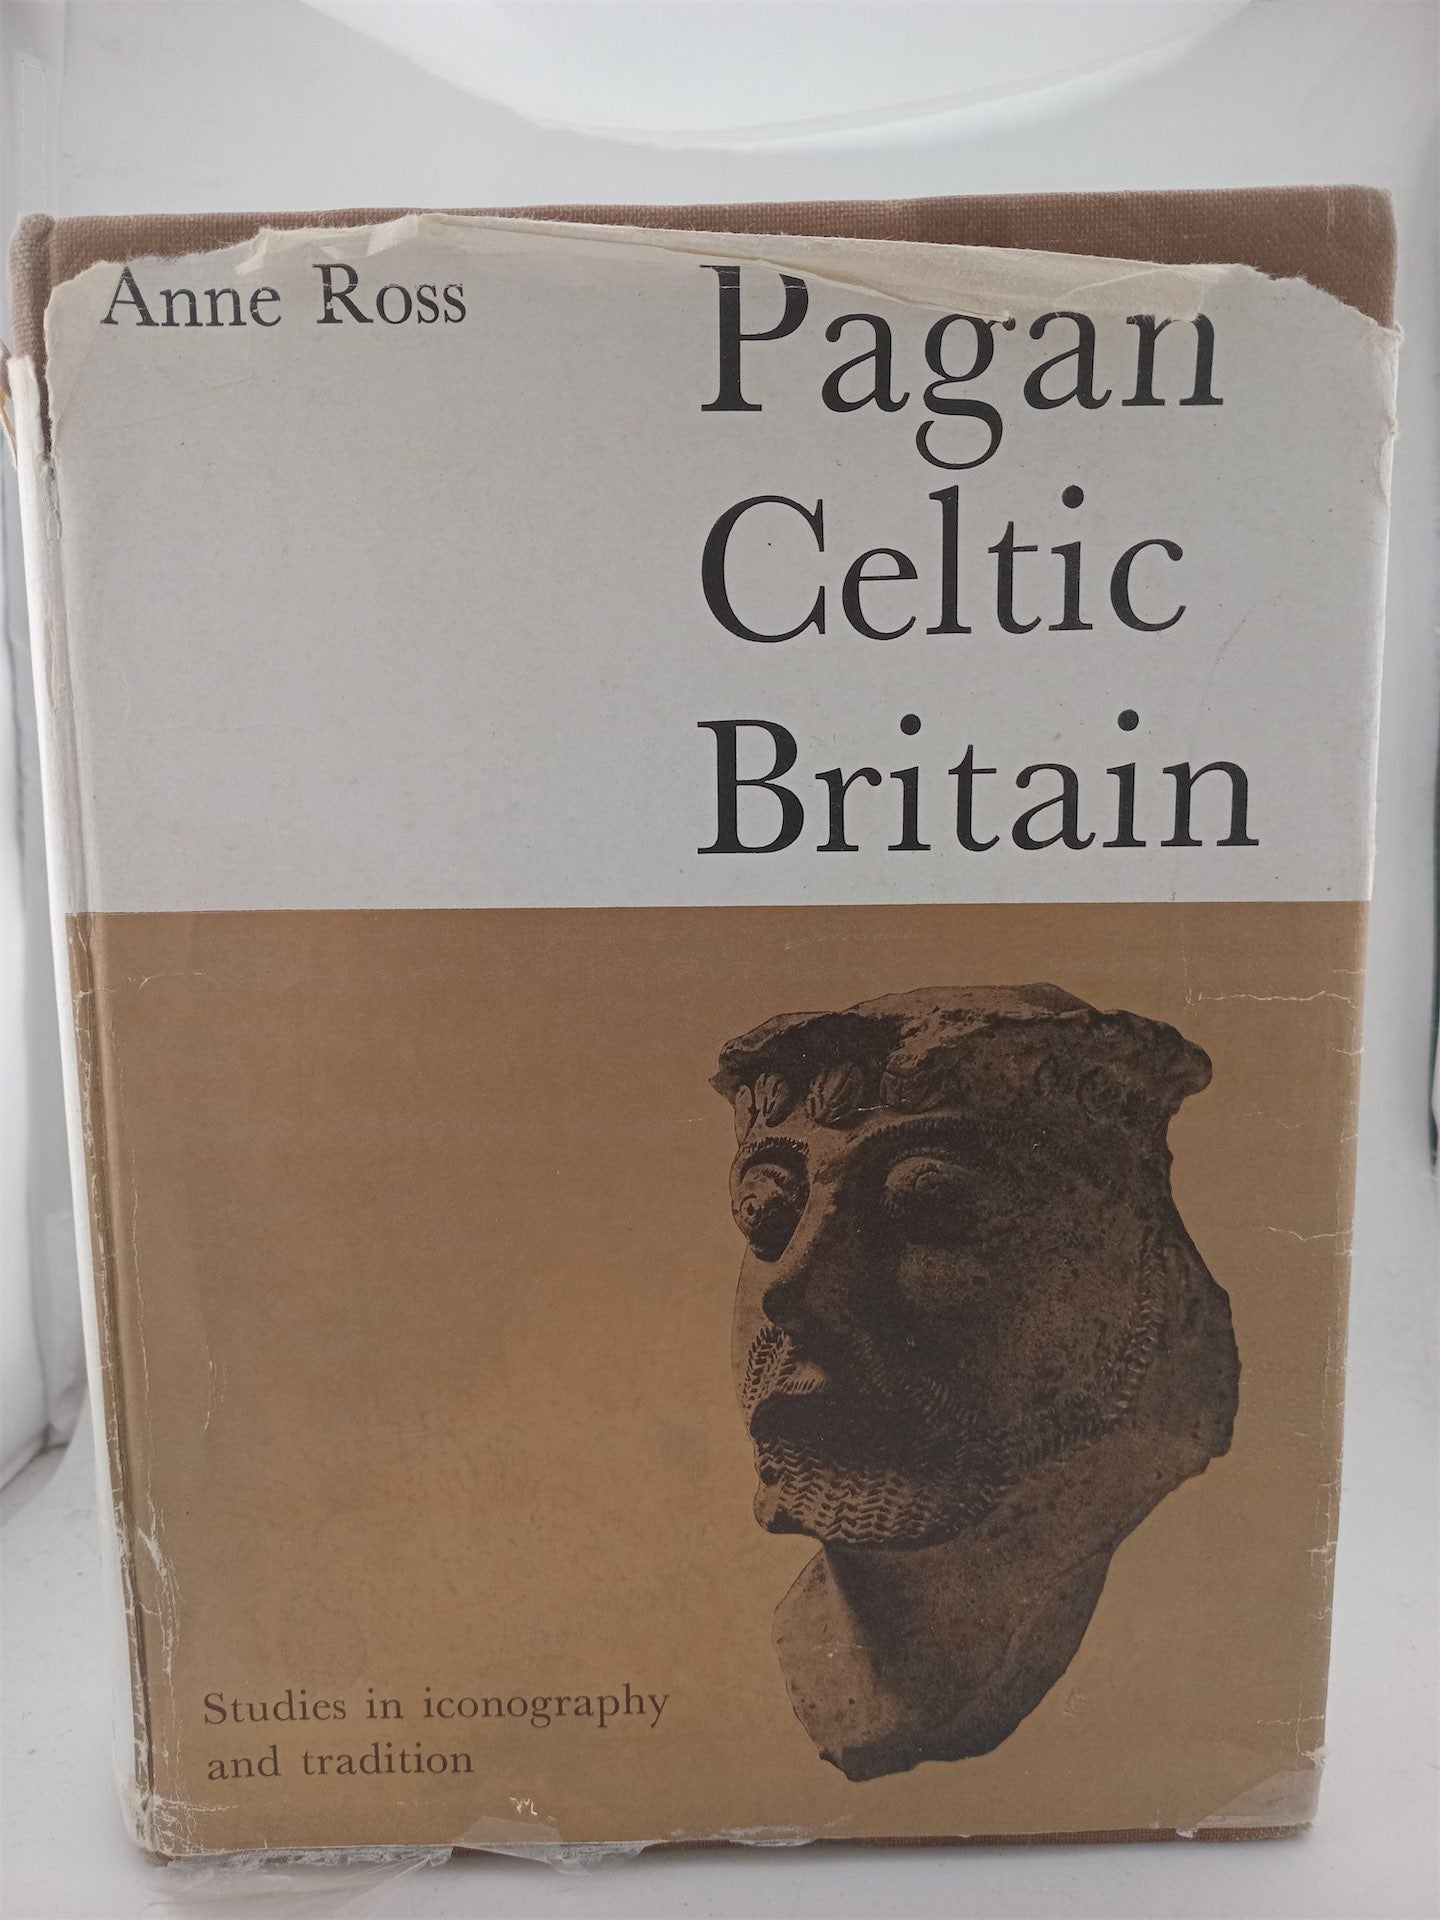 Anne Ross
Pagan
Celtic
Britain
Studies in iconography
and tradition